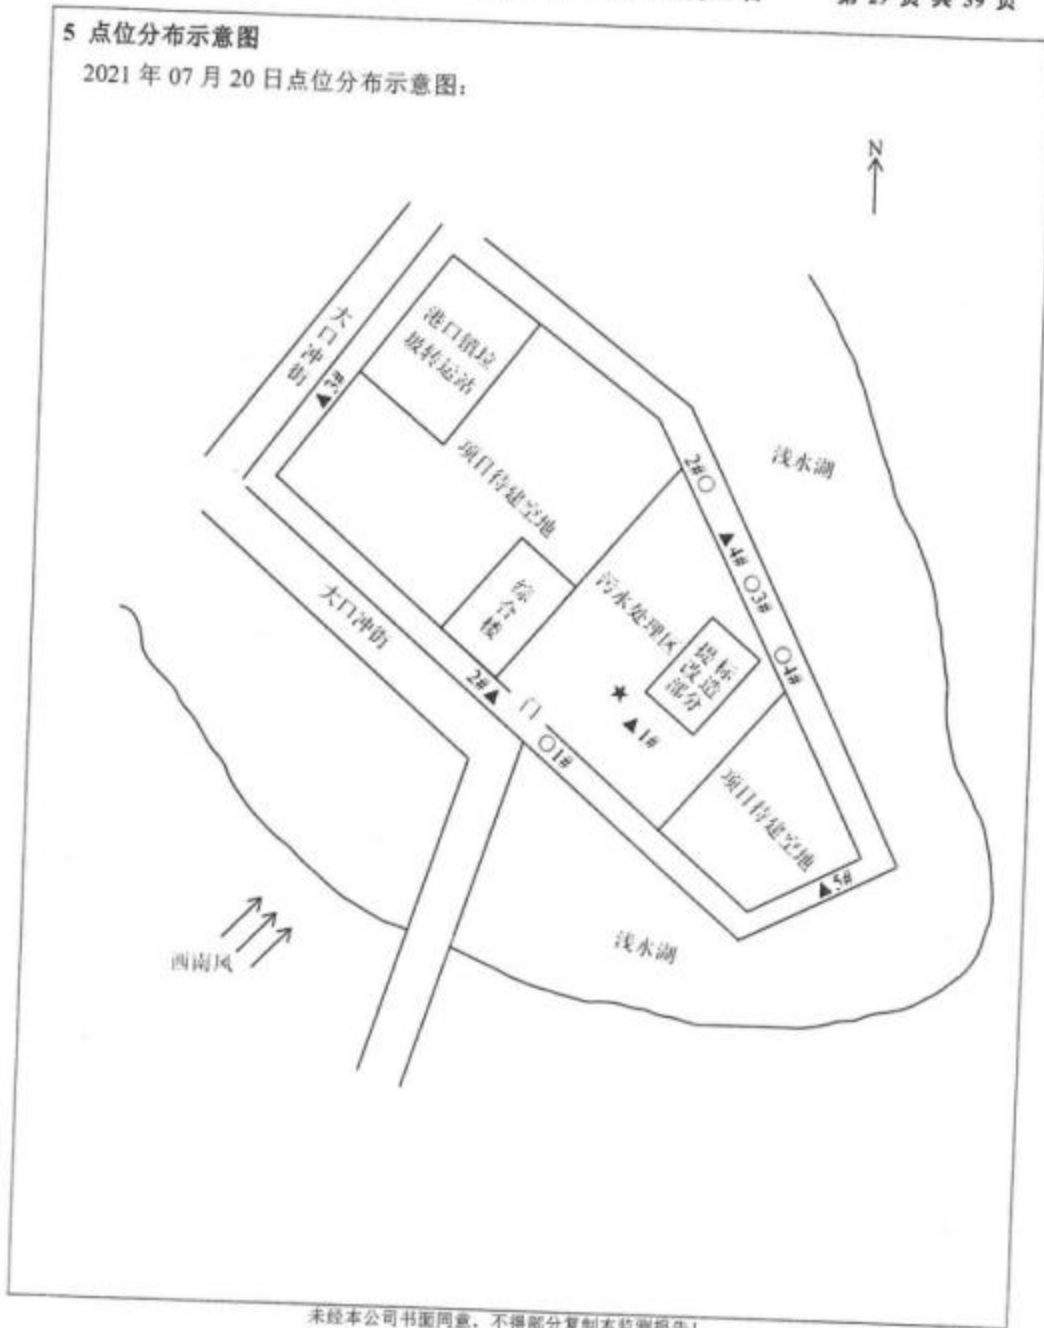 5 点位分布示意图
2021 年 07 月 20 日点位分布示意图：
N
大口冲街
▲3#
港口镇垃
圾转运站
项目待建空地
浅水湖
2#○
▲4#
○3#
○4#
综合楼
污水处理区
提标
改造
部分
★
▲1#
大口冲街
2#▲
门
○1#
项目待建空地
▲5#
浅水湖
西南风
未经本公司书面同意，不得部分复制本监测报告！